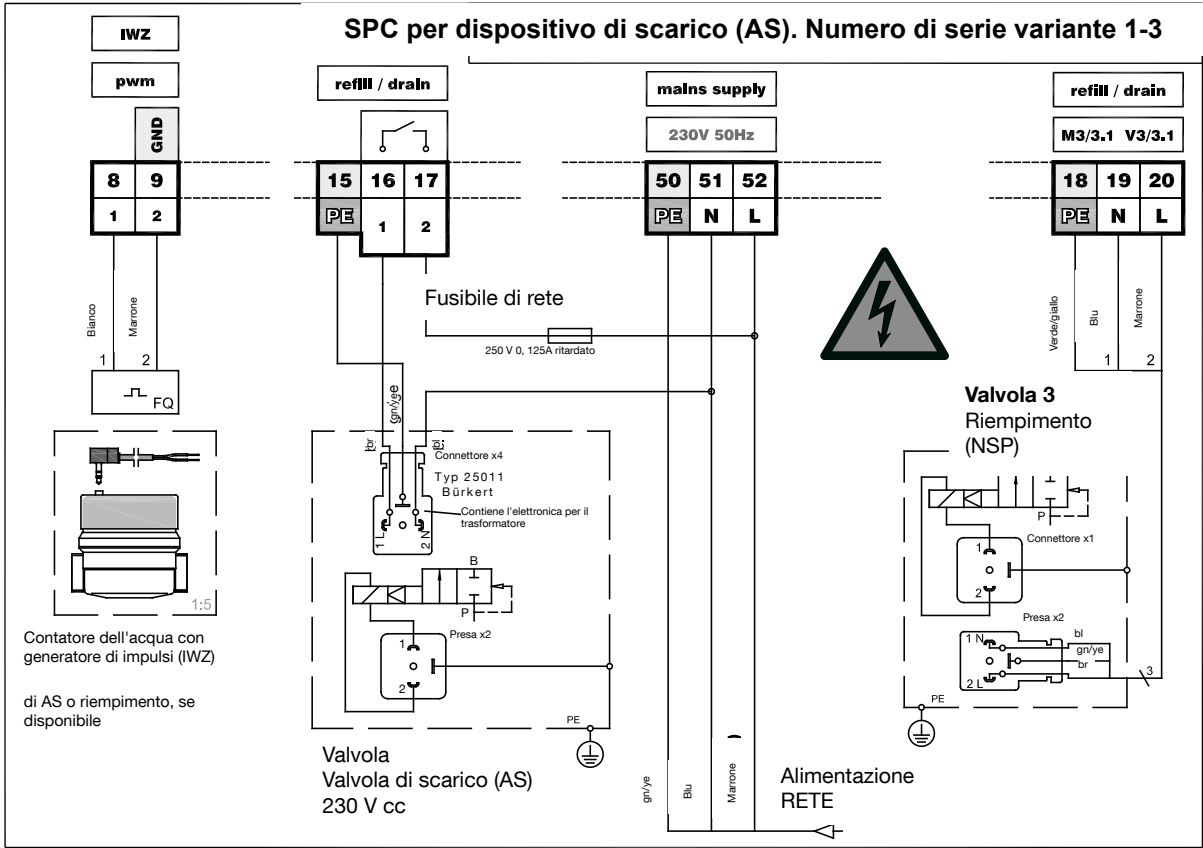 SPC per dispositivo di scarico (AS). Numero di serie variante 1-3
IWZ
pwm
GND
8 9
1 2
Bianco
Marrone
1 2
FQ
1:5
Contatore dell'acqua con
generatore di impulsi (IWZ)
di AS o riempimento, se
disponibile
refill / drain
15 16 17
PE 1 2
Fusibile di rete
250 V 0, 125A ritardato
br
gn/yee
bl
Connettore x4
Typ 25011
Bürkert
Contiene l'elettronica per il
trasformatore
1 L
2 N
B
P
Presa x2
1
2
PE
Valvola
Valvola di scarico (AS)
230 V cc
mains supply
230V 50Hz
50 51 52
PE N L
gn/ye
Blu
Marrone
Alimentazione
RETE
refill / drain
M3/3.1 V3/3.1
18 19 20
PE N L
Verde/giallo
Blu
Marrone
1 2
Valvola 3
Riempimento
(NSP)
P
Connettore x1
1
2
Presa x2
1 N
2 L
bl
gn/ye
br
3
PE